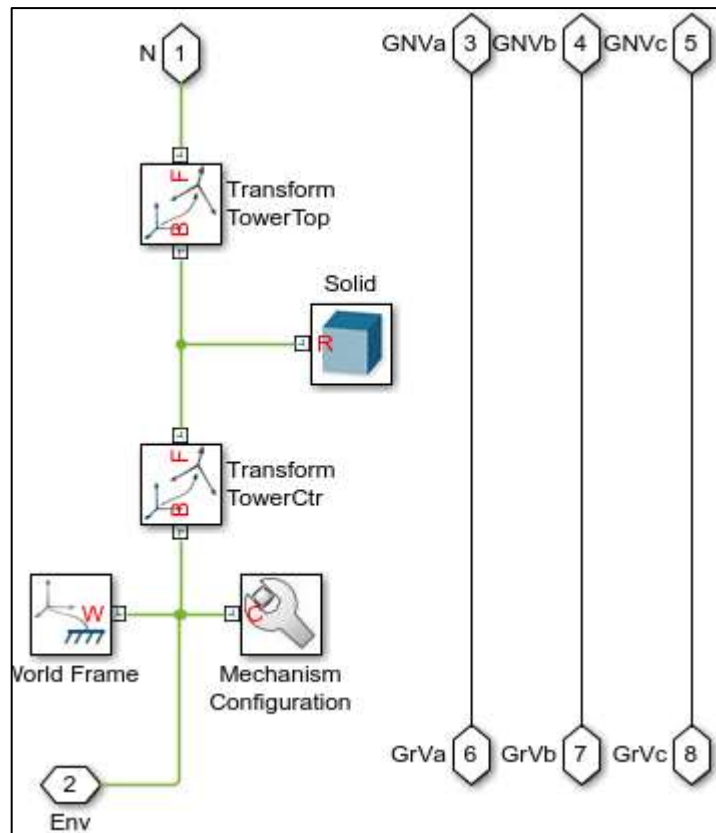 N 1
GNVa 3 GNVb 4 GNVc 5
F
B
Transform
TowerTop
Solid
R
F
B
Transform
TowerCtr
W
C
World Frame
Mechanism
Configuration
GrVa 6 GrVb 7 GrVc 8
2
Env